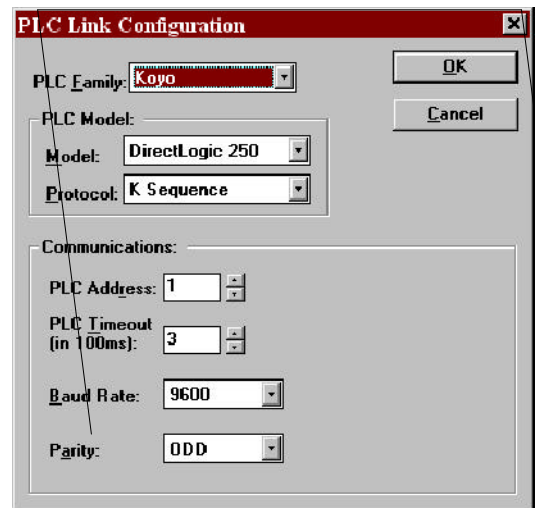 PLC Link Configuration
PLC Family: Koyo
OK
Cancel
PLC Model:
Model: DirectLogic 250
Protocol: K Sequence
Communications:
PLC Address: 1
PLC Timeout
(in 100ms): 3
Baud Rate: 9600
Parity: ODD